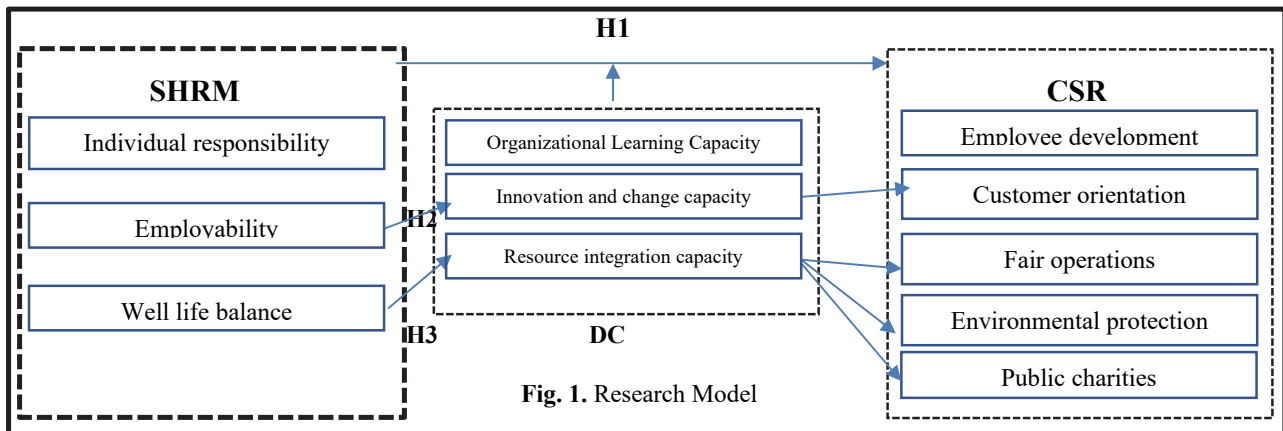 H1
SHRM
Individual responsibility
Employability
Well life balance
H2
H3
Organizational Learning Capacity
Innovation and change capacity
Resource integration capacity
DC
CSR
Employee development
Customer orientation
Fair operations
Environmental protection
Public charities
Fig. 1. Research Model